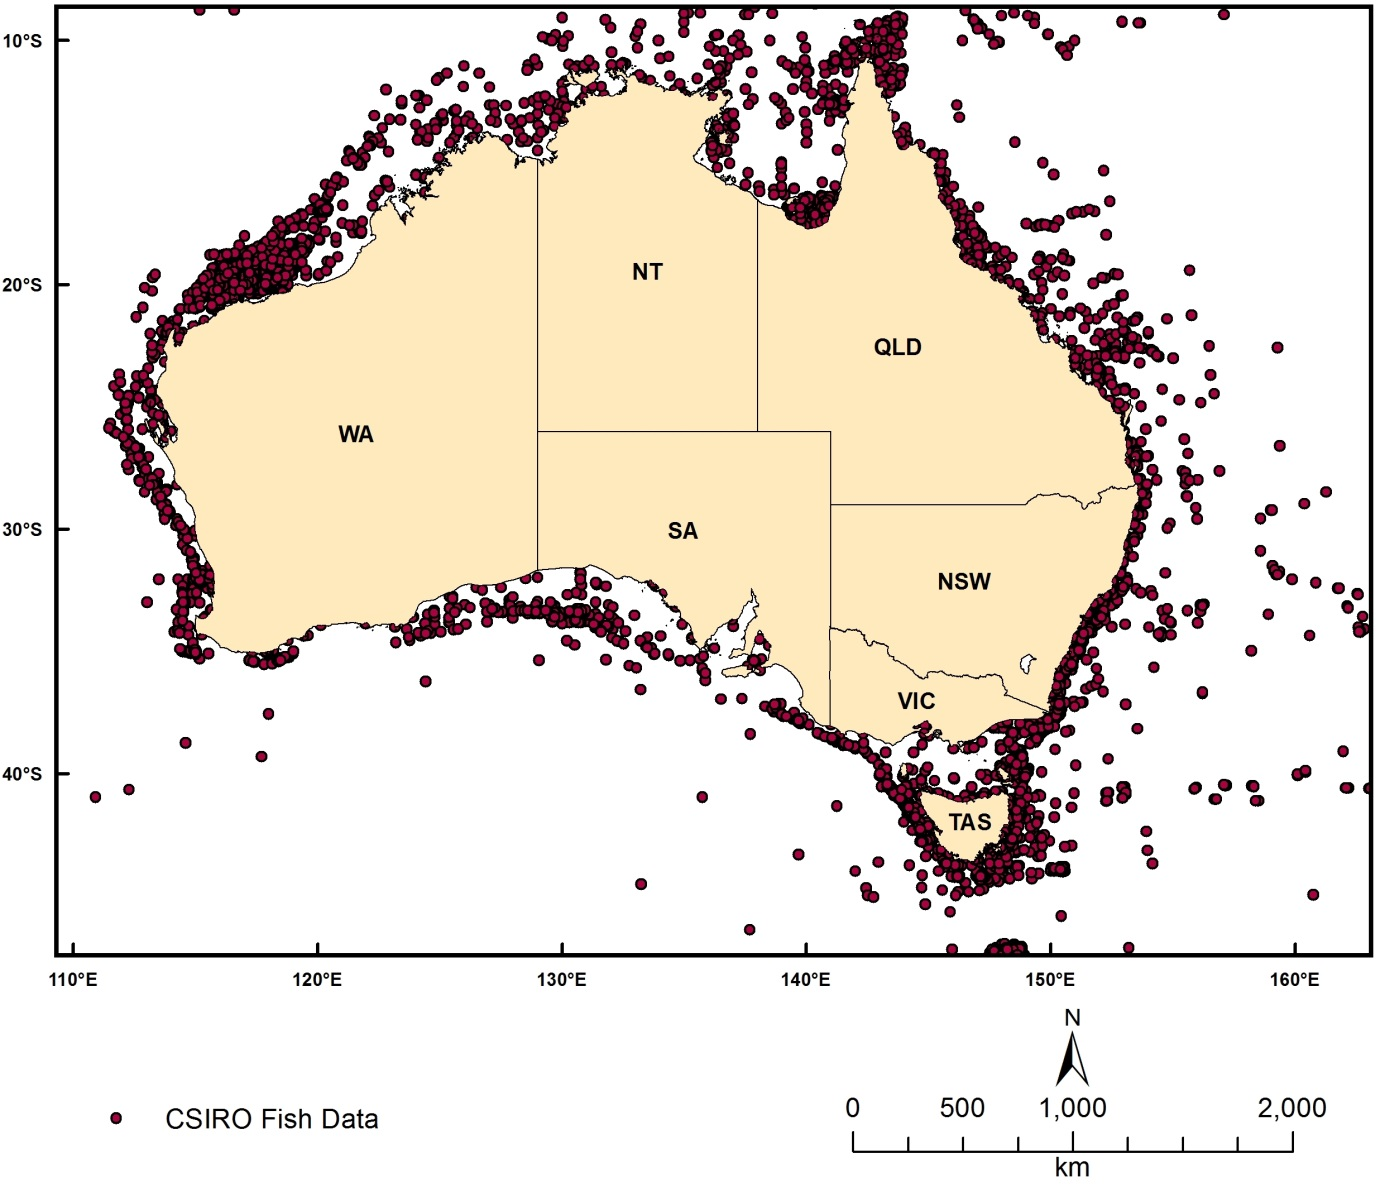 10°S
20°S
30°S
40°S
NT
QLD
WA
SA
NSW
VIC
TAS
110°E 120°E 130°E 140°E 150°E 160°E
N
CSIRO Fish Data
0 500 1,000 2,000
km